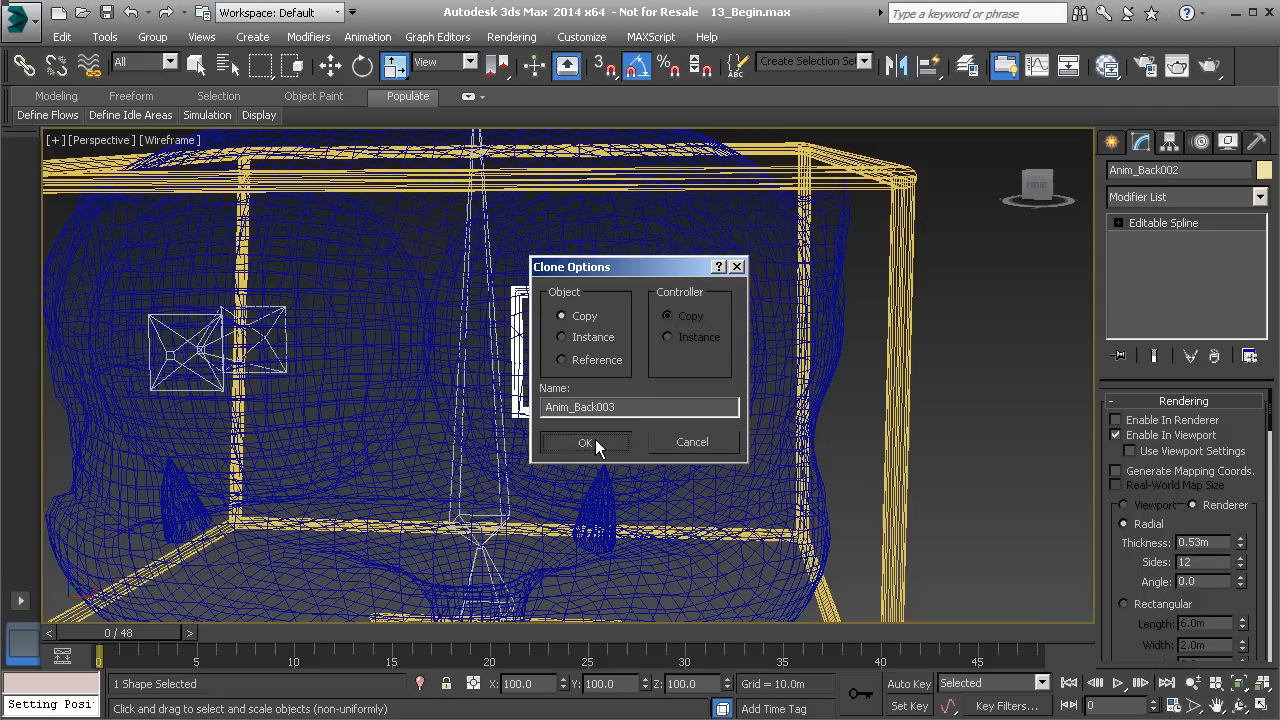 Workspace: Default
Autodesk 3ds Max 2014 x64 - Not for Resale 13_Begin.max
Type a keyword or phrase
Edit Tools Group Views Create Modifiers Animation Graph Editors Rendering Customize MAXScript Help
All View 3 Create Selection Se
Modeling Freeform Selection Object Paint Populate
Define Flows Define Idle Areas Simulation Display
[+] [Perspective] [Wireframe]
FRONT
Anim_Back002
Modifier List
Editable Spline
Clone Options
Object Controller
Copy Copy
Instance Instance
Reference
Name:
Anim_Back003
OK Cancel
- Rendering
Enable In Renderer
Enable In Viewport
Use Viewport Settings
Generate Mapping Coords.
Real-World Map Size
Viewport Renderer
Radial
Thickness: 0.53m
Sides: 12
Angle: 0.0
Rectangular
Length: 6.0m
Width: 2.0m
< 0 / 48 >
0 5 10 15 20 25 30 35 40 45
1 Shape Selected X: 100.0 Y: 100.0 Z: 100.0 Grid = 10.0m Auto Key Selected
Setting Posi Click and drag to select and scale objects (non-uniformly) Add Time Tag Set Key Key Filters... 0